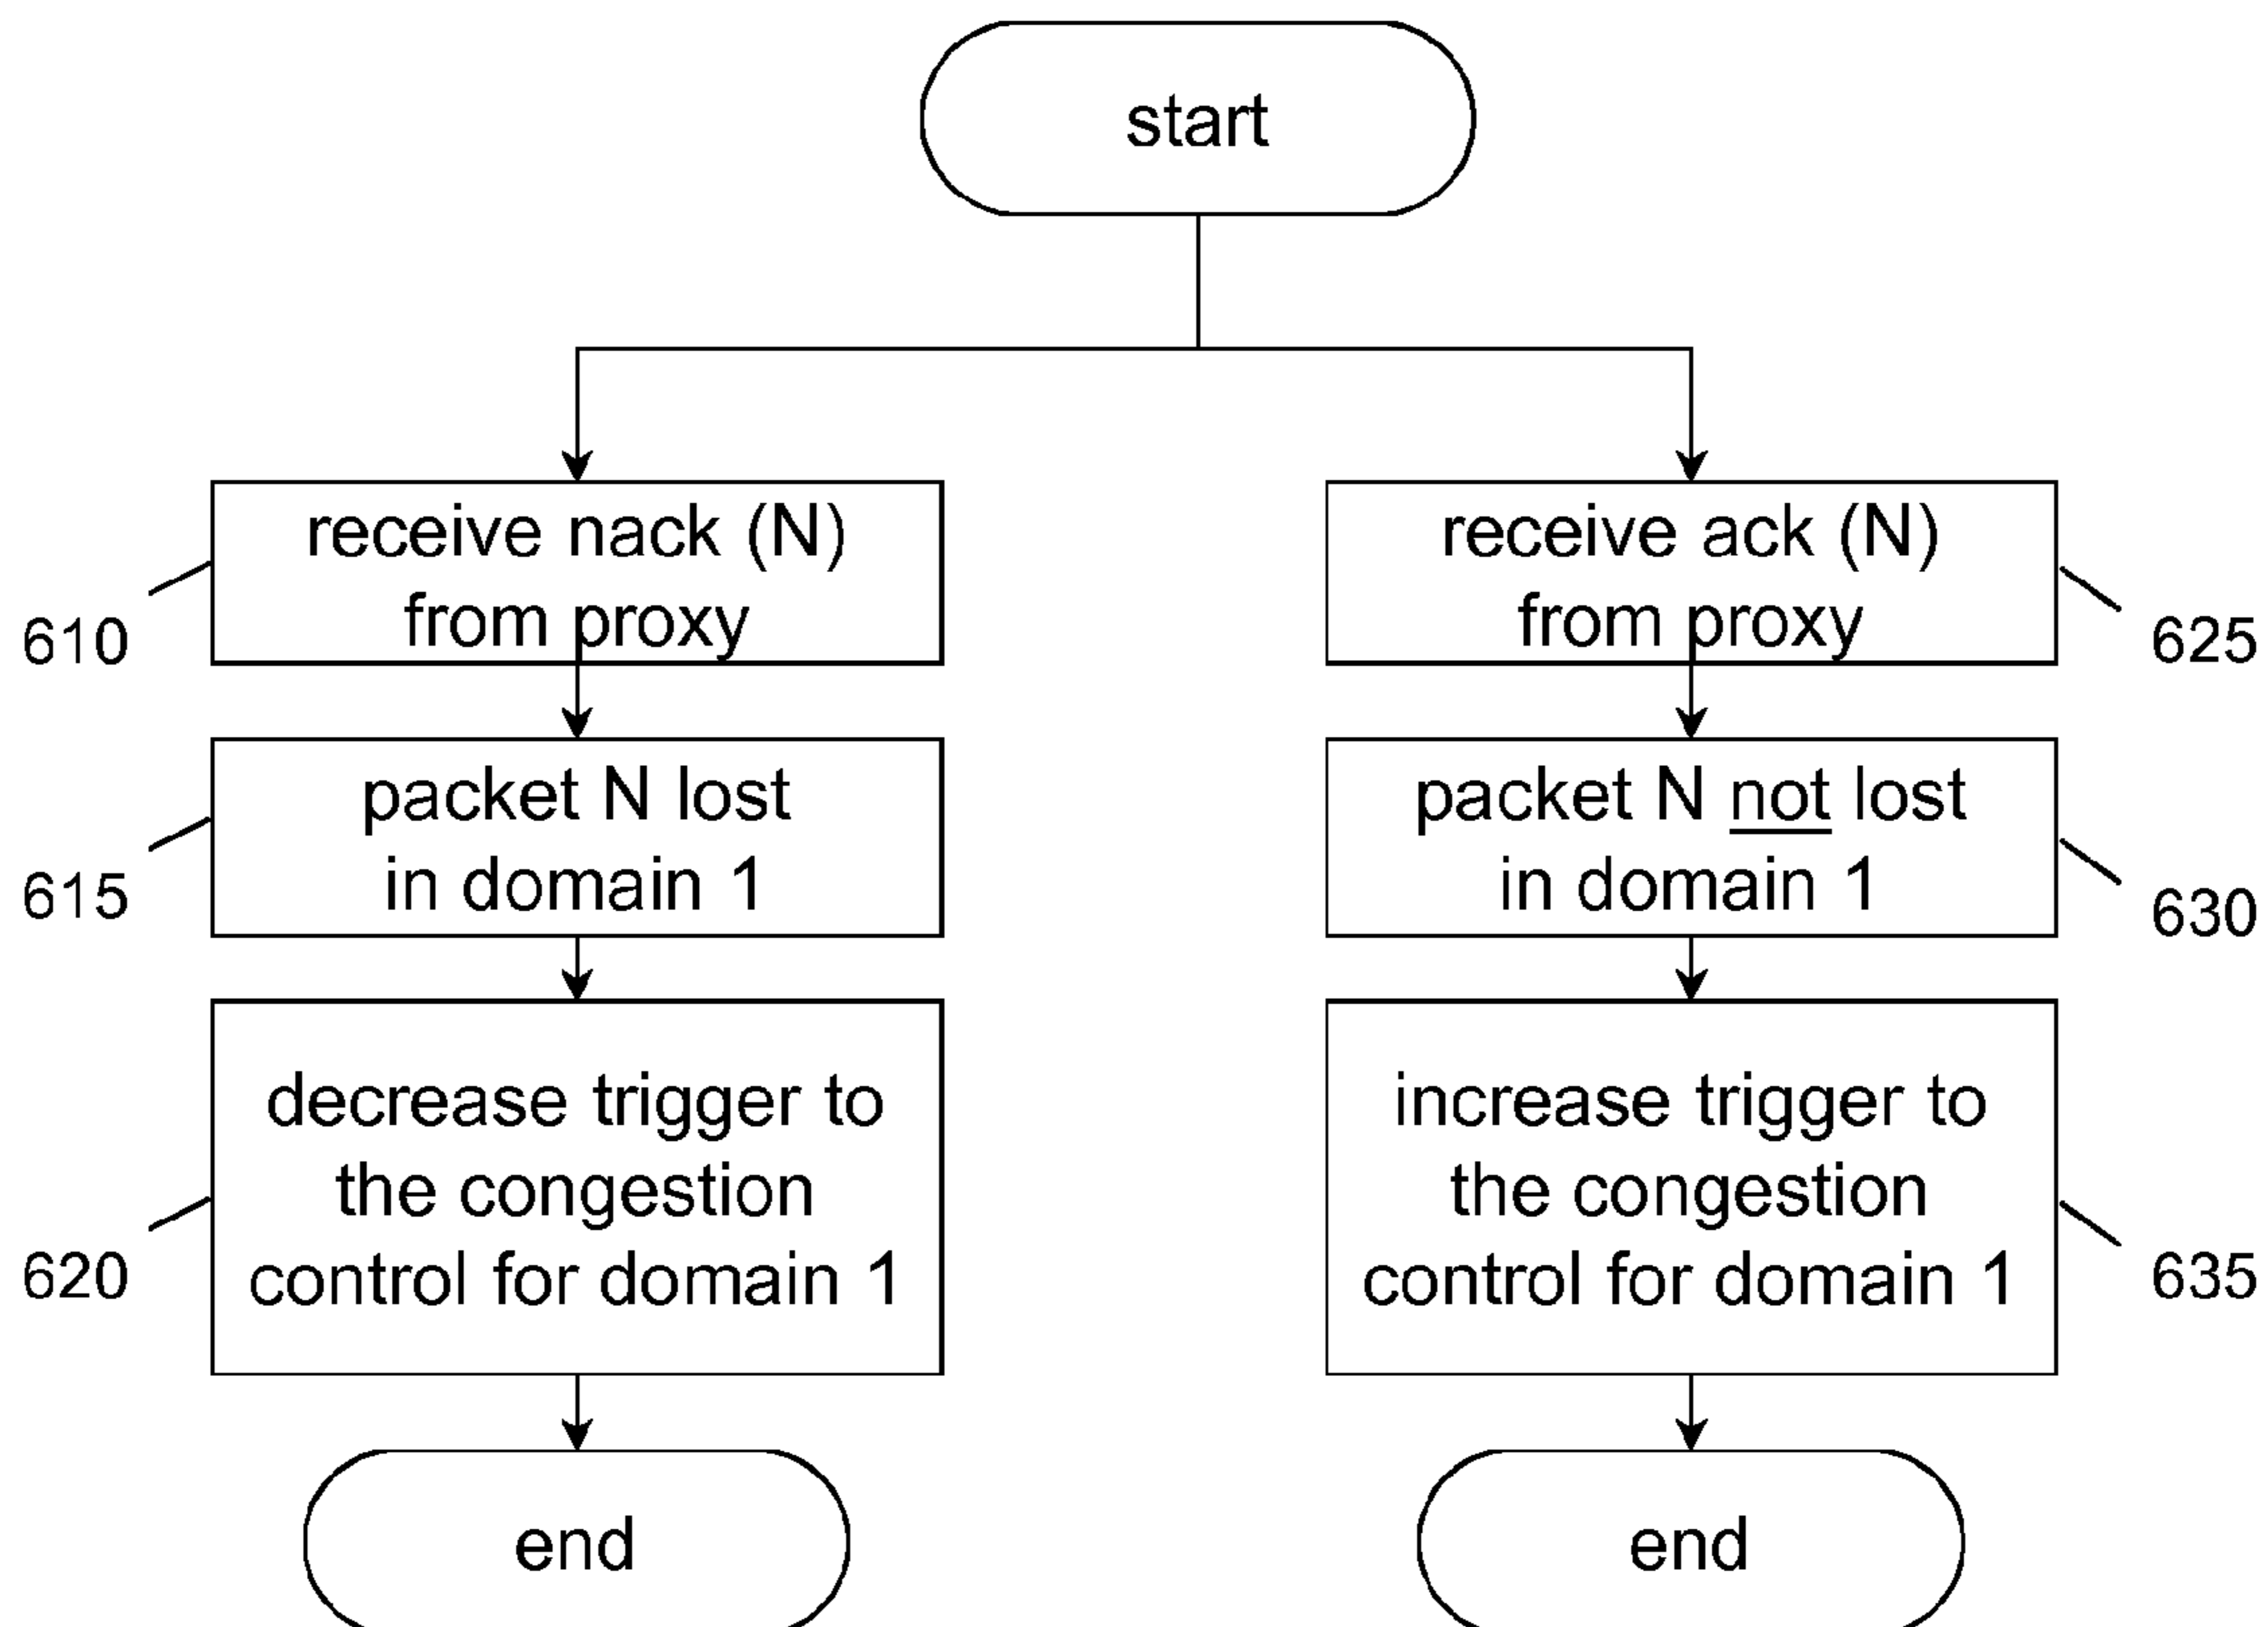 start
receive nack (N)
from proxy
610
packet N lost
in domain 1
615
decrease trigger to
the congestion
control for domain 1
620
end
receive ack (N)
from proxy
625
packet N not lost
in domain 1
630
increase trigger to
the congestion
control for domain 1
635
end